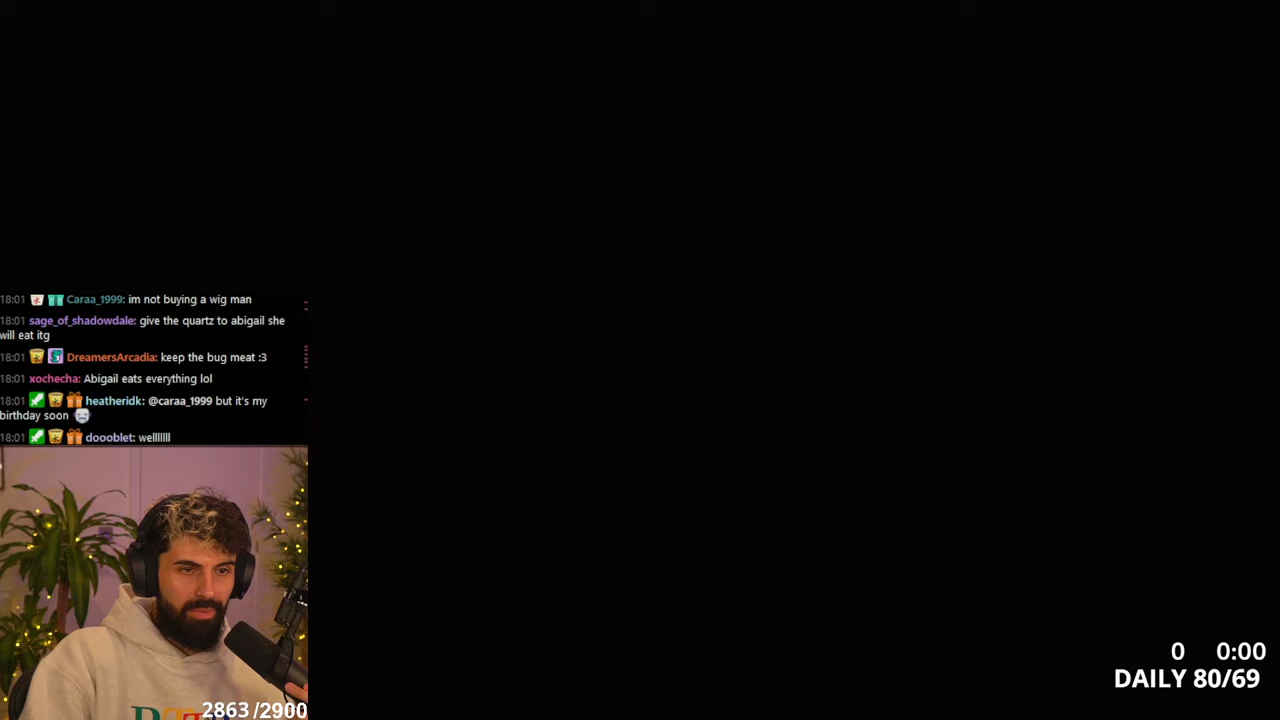 18:01 Caraa_1999: im not buying a wig man
18:01 sage_of_shadowdale: give the quartz to abigail she
will eat itg
18:01 DreamersArcadia: keep the bug meat :3
18:01 xochecha: Abigail eats everything lol
18:01 heatheridk: @caraa_1999 but it's my
birthday soon
18:01 doooblet: wellllllll
0 0:00
DAILY 80/69
2863 /2900